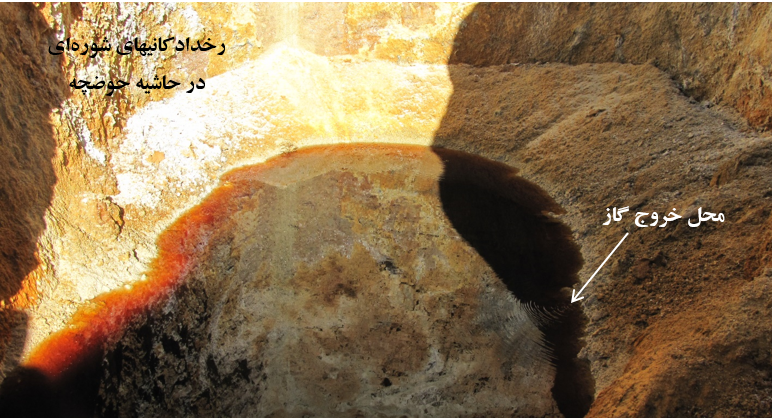 رخداد کانیهای شوره‌ای
در حاشیه حوضچه
محل خروج گاز